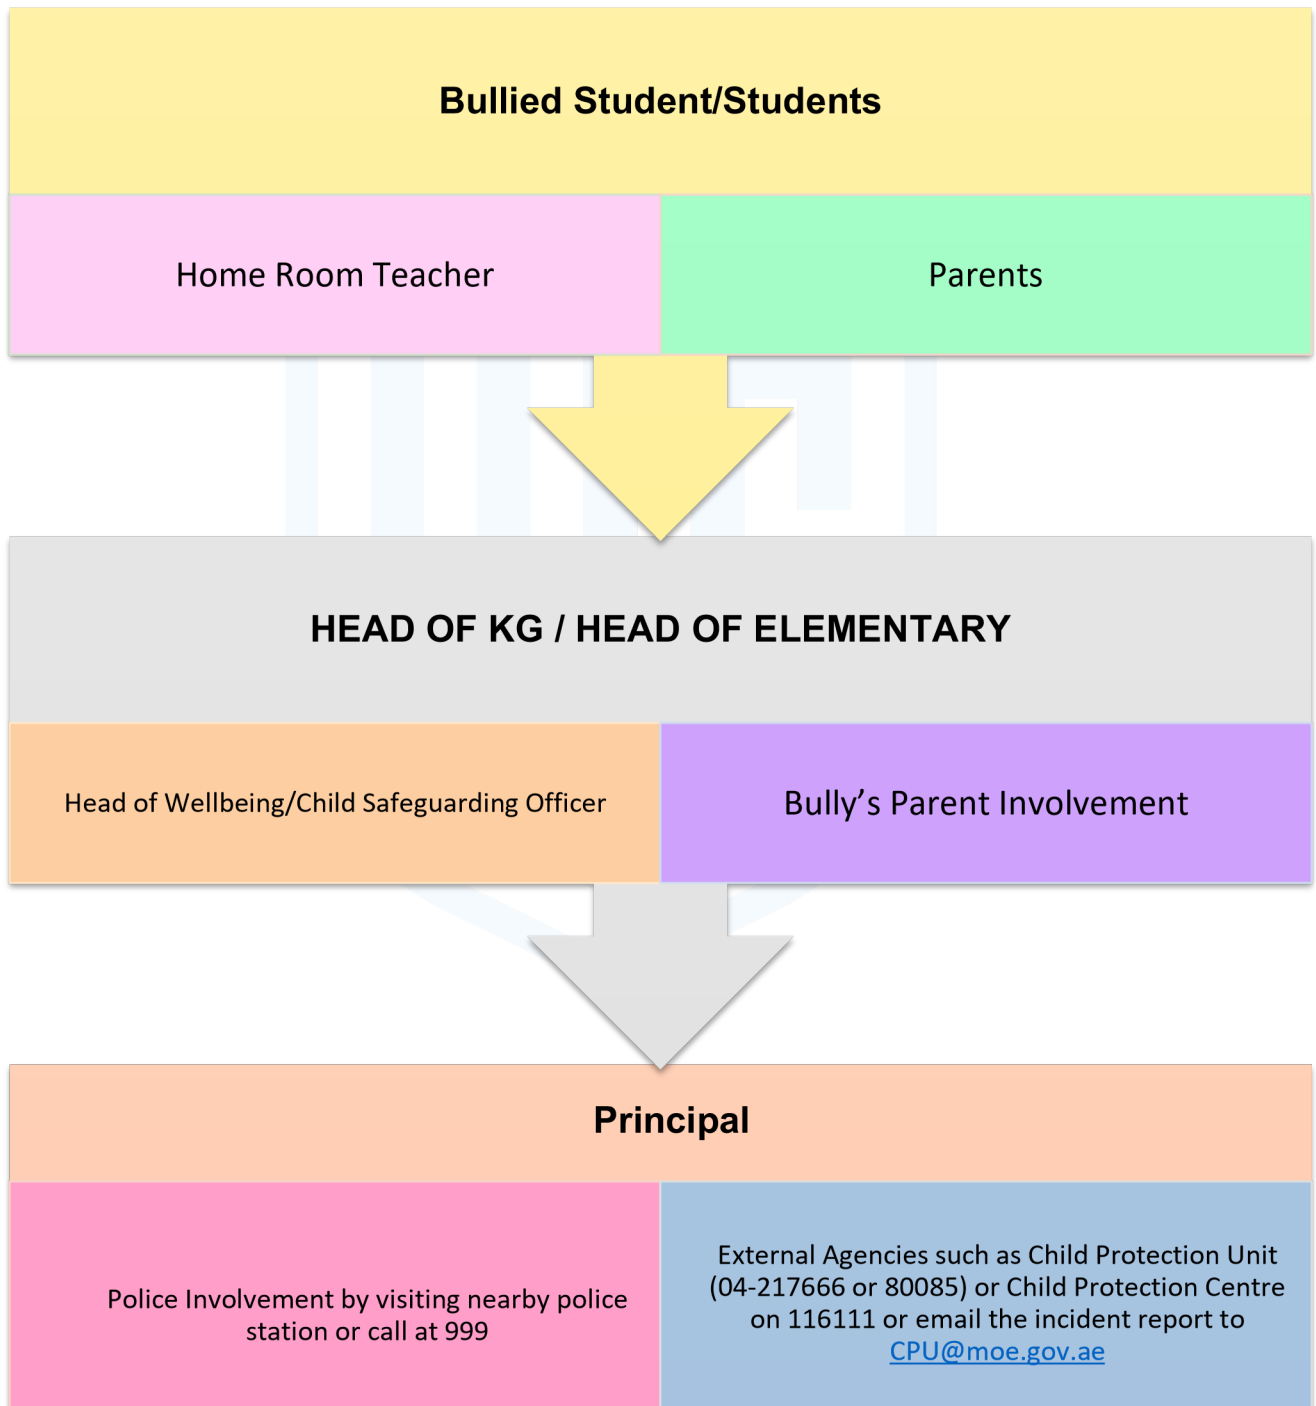 Bullied Student/Students
Home Room Teacher
Parents
HEAD OF KG / HEAD OF ELEMENTARY
Head of Wellbeing/Child Safeguarding Officer
Bully’s Parent Involvement
Principal
Police Involvement by visiting nearby police
station or call at 999
External Agencies such as Child Protection Unit
(04-217666 or 80085) or Child Protection Centre
on 116111 or email the incident report to
CPU@moe.gov.ae